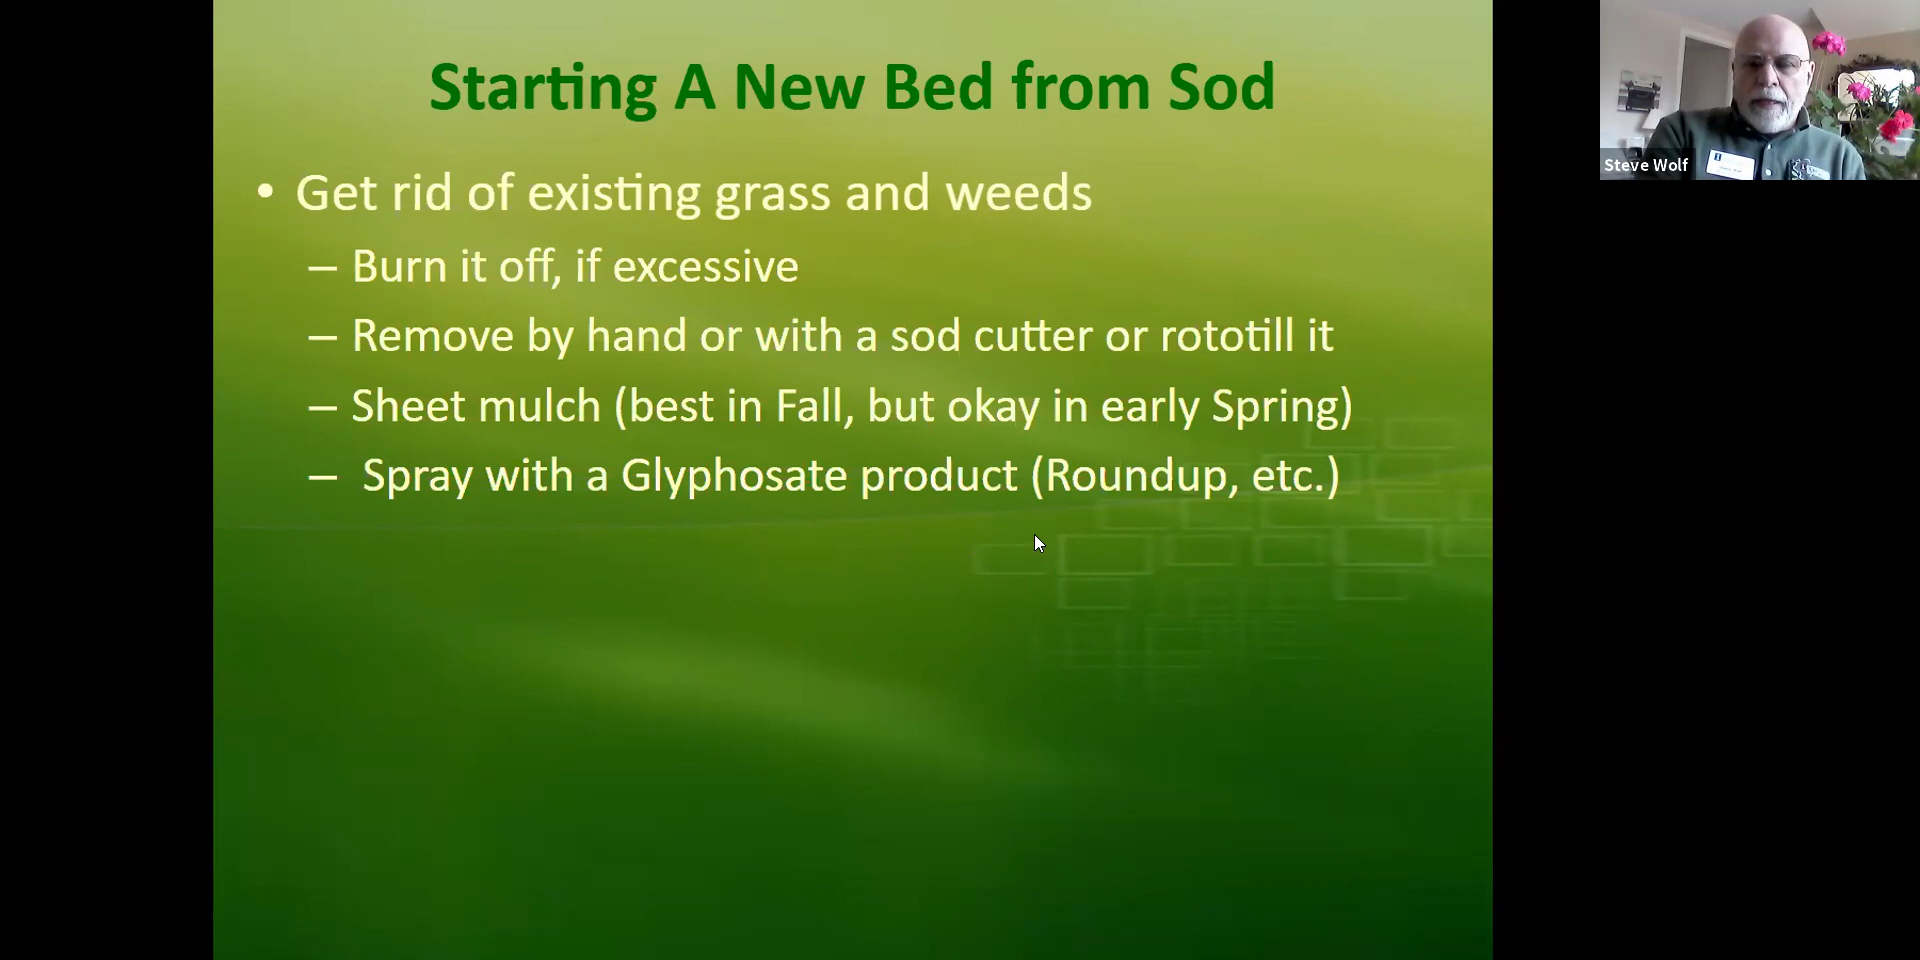 Starting A New Bed from Sod
• Get rid of existing grass and weeds
– Burn it off, if excessive
– Remove by hand or with a sod cutter or rototill it
– Sheet mulch (best in Fall, but okay in early Spring)
– Spray with a Glyphosate product (Roundup, etc.)
Steve Wolf